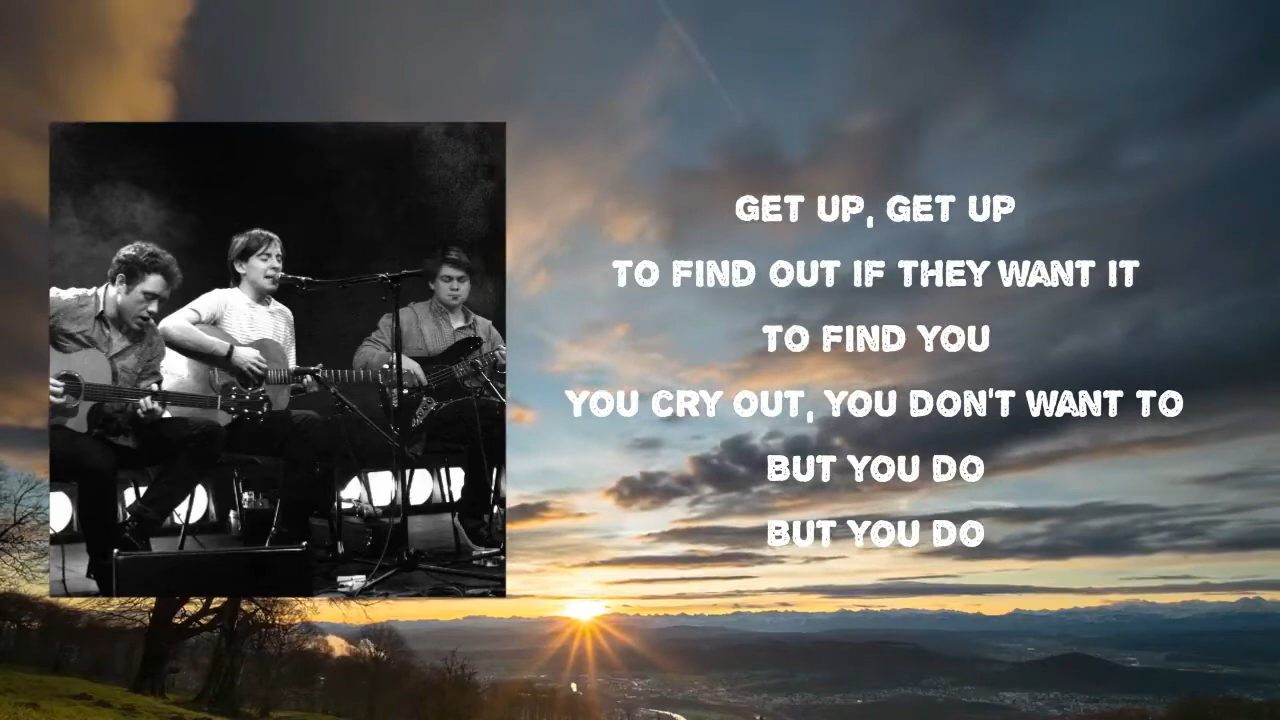 GET UP, GET UP
TO FIND OUT IF THEY WANT IT
TO FIND YOU
YOU CRY OUT, YOU DON'T WANT TO
BUT YOU DO
BUT YOU DO